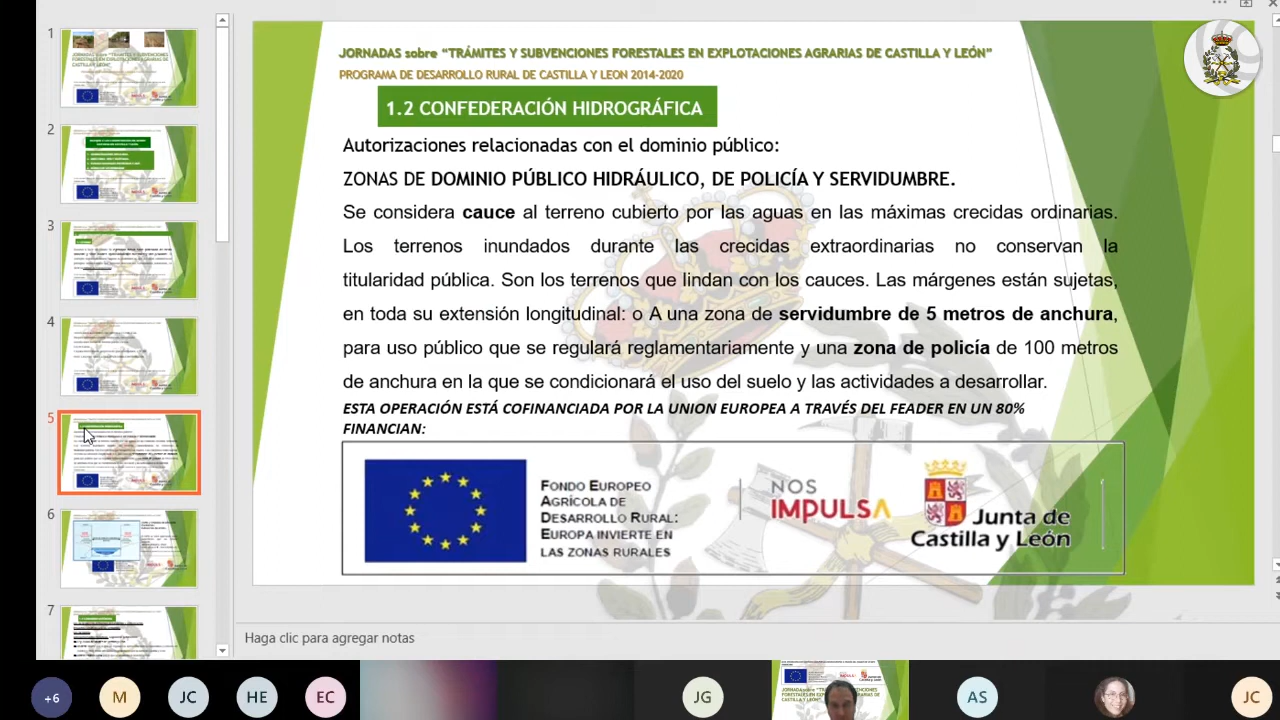 JORNADAS sobre "TRÁMITES Y SUBVENCIONES FORESTALES EN EXPLOTACIONES AGRARIAS DE CASTILLA Y LEÓN"
PROGRAMA DE DESARROLLO RURAL DE CASTILLA Y LEON 2014-2020
1.2 CONFEDERACIÓN HIDROGRÁFICA
Autorizaciones relacionadas con el dominio público:
ZONAS DE DOMINIO PÚBLICO HIDRÁULICO, DE POLICÍA Y SERVIDUMBRE.
Se considera cauce al terreno cubierto por las aguas en las máximas crecidas ordinarias.
Los terrenos inundados durante las crecidas extraordinarias no conservan la
titularidad pública. Son los terrenos que lindan con los cauces. Las márgenes están sujetas,
en toda su extensión longitudinal: o A una zona de servidumbre de 5 metros de anchura,
para uso público que se regulará reglamentariamente y una zona de policía de 100 metros
de anchura en la que se condicionará el uso del suelo y las actividades a desarrollar.
ESTA OPERACIÓN ESTÁ COFINANCIADA POR LA UNION EUROPEA A TRAVÉS DEL FEADER EN UN 80%
FINANCIAN:
FONDO EUROPEO
AGRÍCOLA DE
DESARROLLO RURAL:
EUROPA INVIERTE EN
LAS ZONAS RURALES
NOS
IMPULSA
Junta de
Castilla y León
Haga clic para agregar notas
1
2
3
4
5
6
7
+6
M
JC
HE
EC
JG
AS
JC